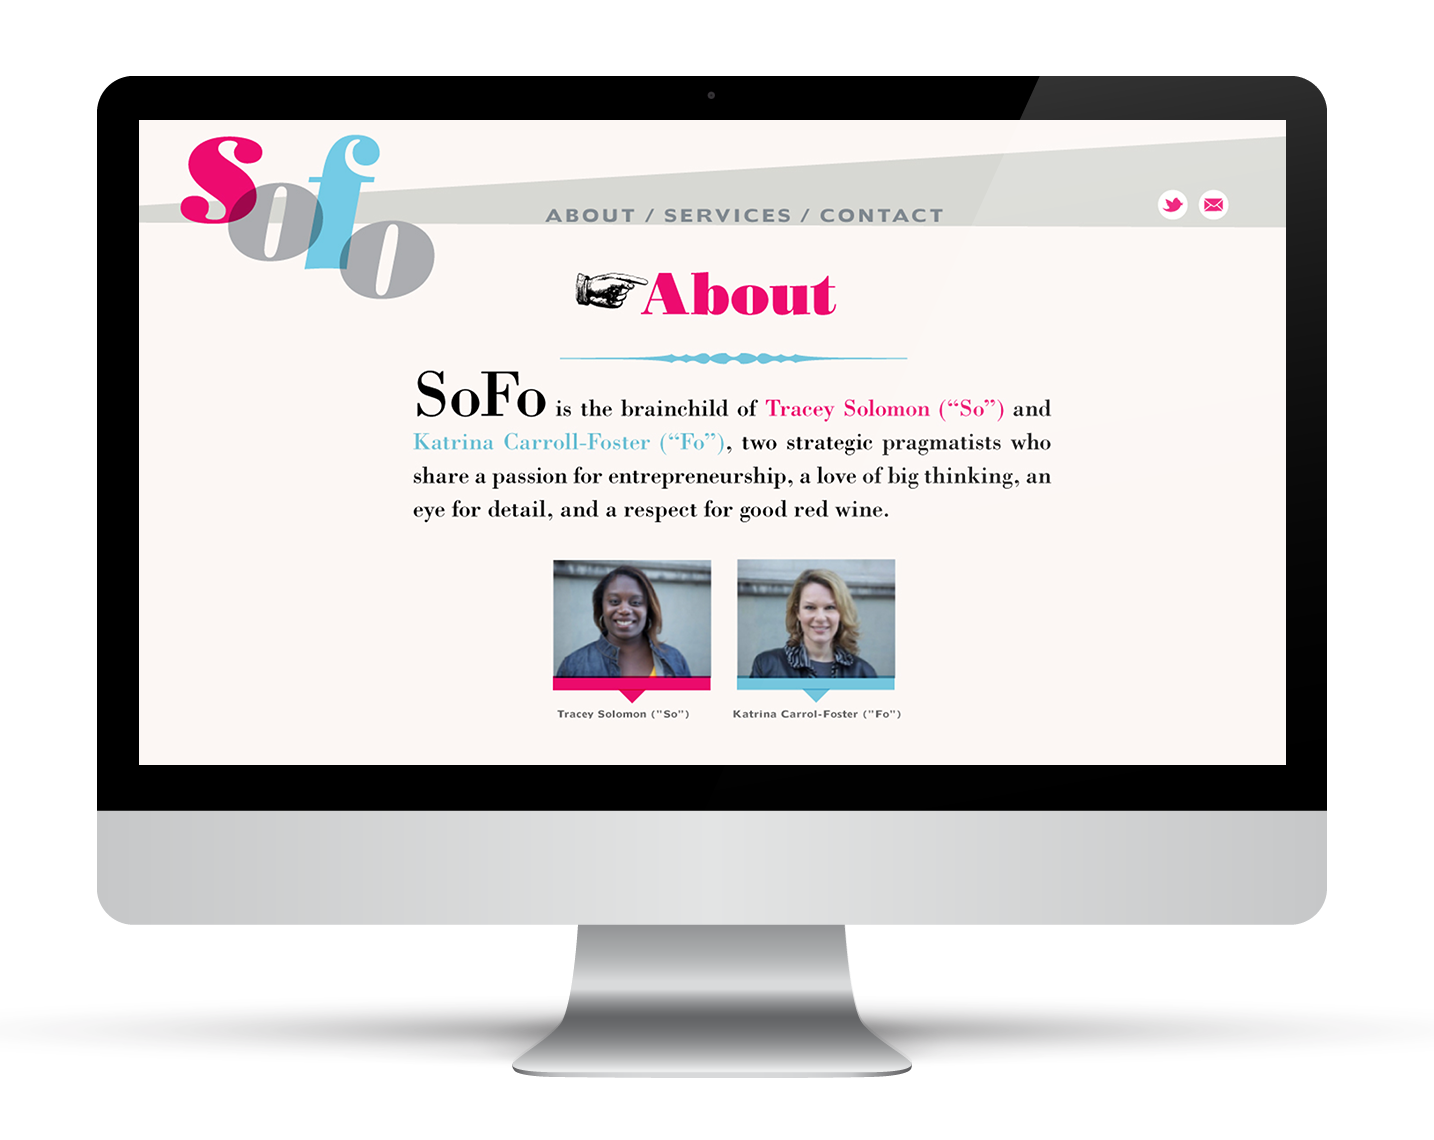 Sofo
ABOUT / SERVICES / CONTACT
About
SoFo is the brainchild of Tracey Solomon (“So”) and
Katrina Carroll-Foster (“Fo”), two strategic pragmatists who
share a passion for entrepreneurship, a love of big thinking, an
eye for detail, and a respect for good red wine.
Tracey Solomon ("So")
Katrina Carrol-Foster ("Fo")